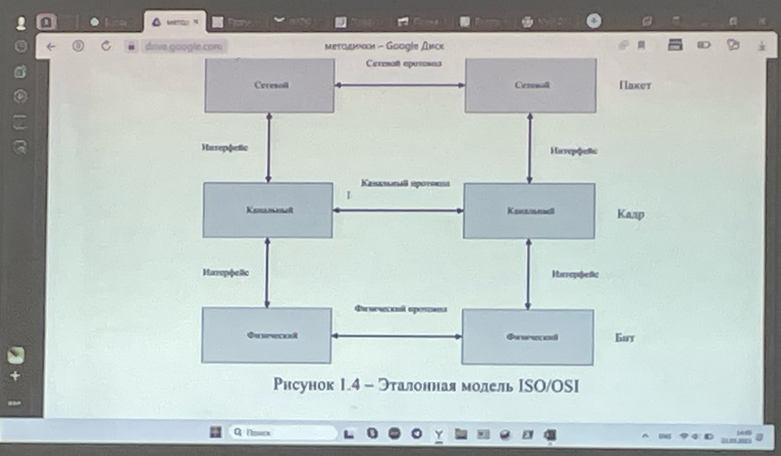 методички – Google Диск
drive.google.com
Сетевой протокол
Сетевой
Сетевой
Пакет
Интерфейс
Интерфейс
Канальный протокол
Канальный
Канальный
Кадр
Интерфейс
Интерфейс
Физический протокол
Физический
Физический
Бит
Рисунок 1.4 – Эталонная модель ISO/OSI
Поиск